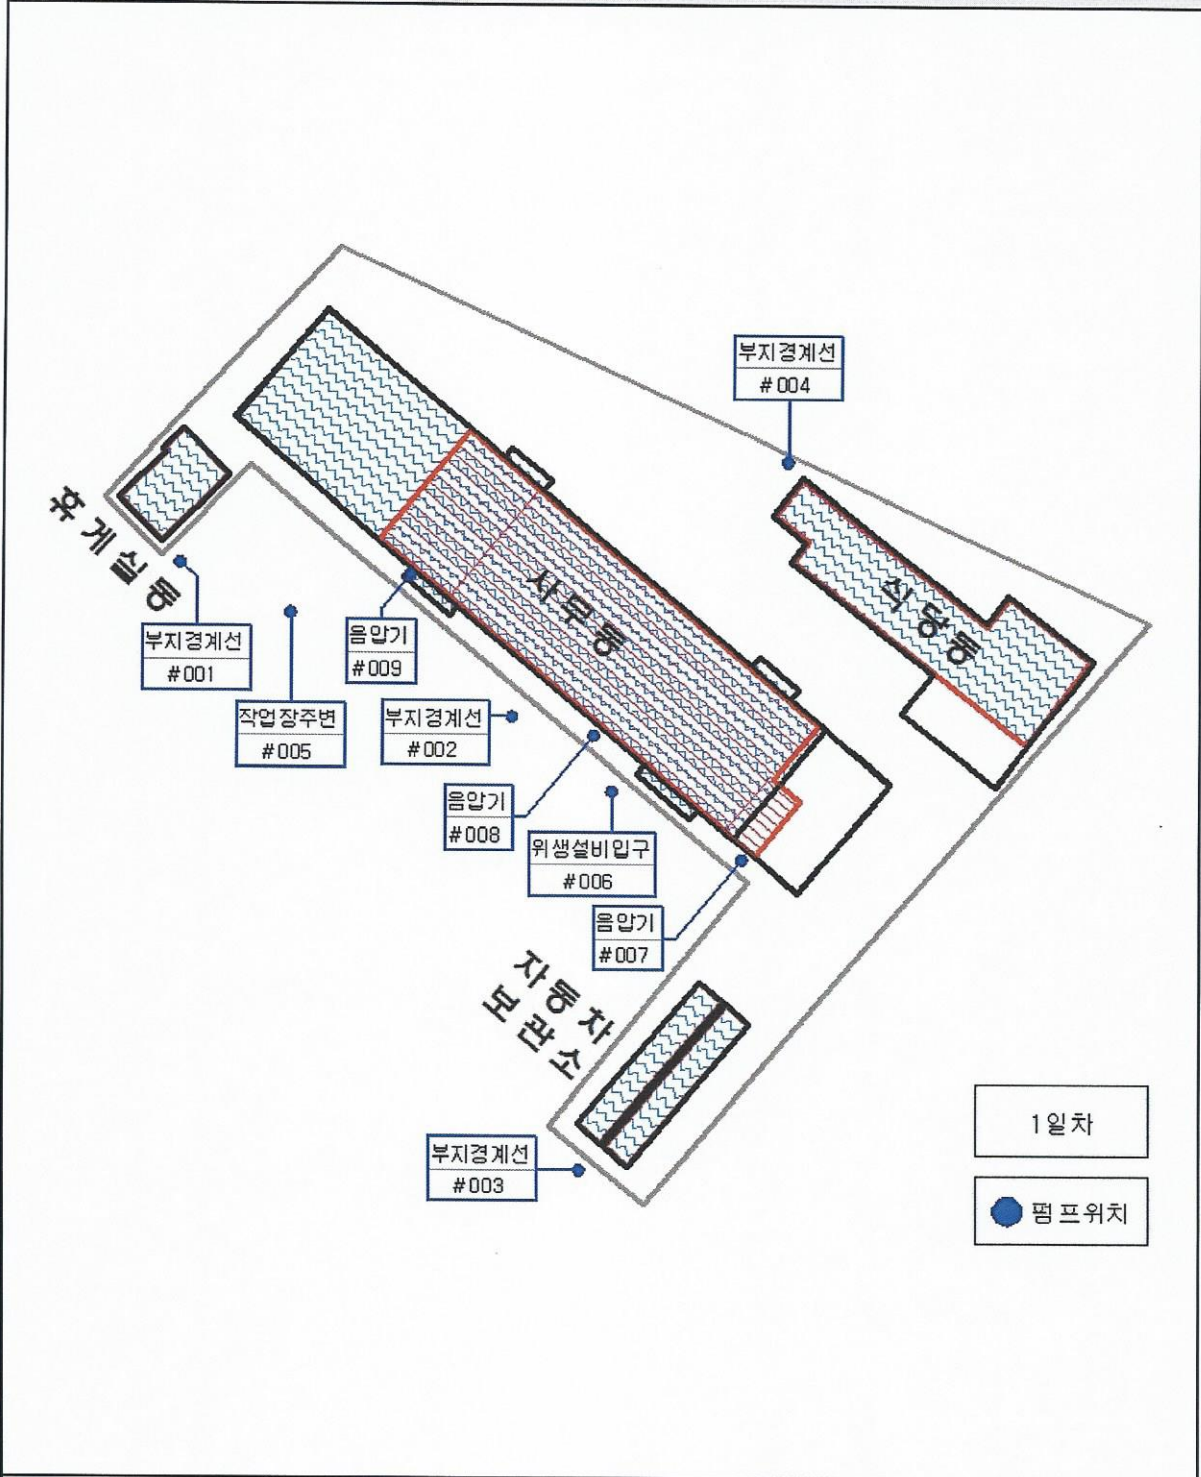 부지경계선
#004
휴게실동
사무동
식당동
부지경계선
#001
음압기
#009
작업장주변
#005
부지경계선
#002
음압기
#008
위생설비입구
#006
음압기
#007
자동차
보관소
부지경계선
#003
1일차
펌프위치